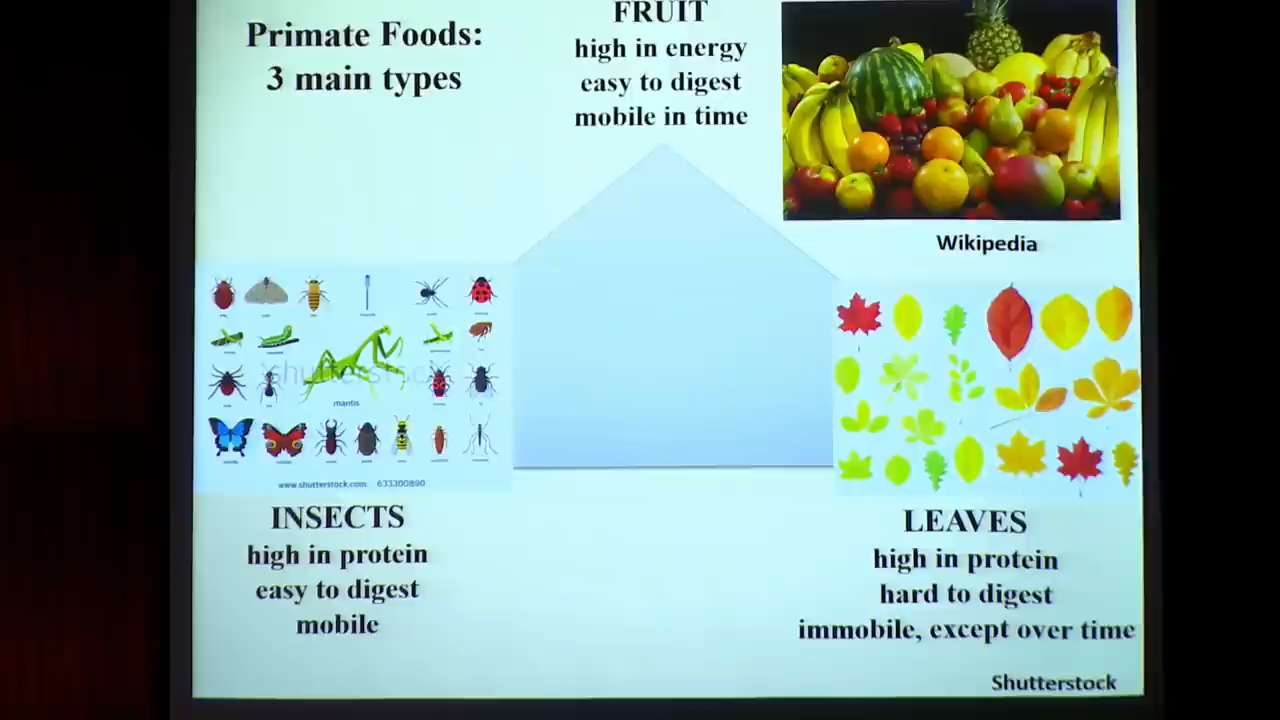 Primate Foods:
3 main types
FRUIT
high in energy
easy to digest
mobile in time
Wikipedia
shutterstock
mantis
www.shutterstock.com 633300890
INSECTS
high in protein
easy to digest
mobile
LEAVES
high in protein
hard to digest
immobile, except over time
Shutterstock